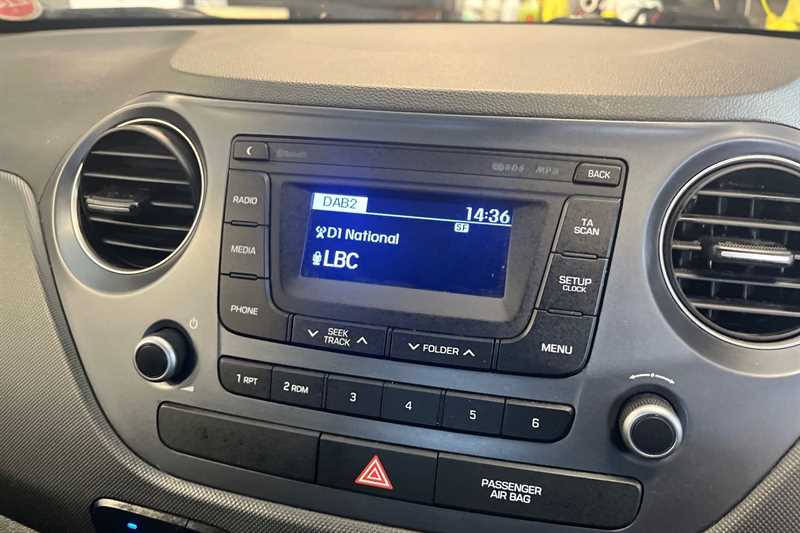 BACK
RADIO
DAB2
14:36
SF
TA
SCAN
D1 National
MEDIA
LBC
SETUP
CLOCK
PHONE
SEEK
TRACK
FOLDER
MENU
1 RPT
2 RDM
3
4
5
6
PASSENGER
AIR BAG